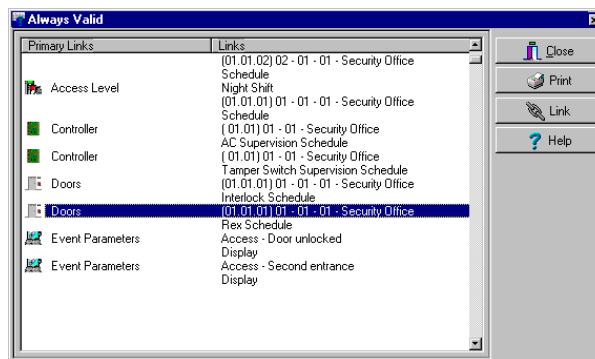 Always Valid
Primary Links Links
(01.01.02) 02 - 01 - 01 - Security Office
Schedule
Access Level Night Shift
(01.01.01) 01 - 01 - 01 - Security Office
Schedule
Controller ( 01.01) 01 - 01 - Security Office
AC Supervision Schedule
Controller ( 01.01) 01 - 01 - Security Office
Tamper Switch Supervision Schedule
Doors (01.01.01) 01 - 01 - 01 - Security Office
Interlock Schedule
Doors (01.01.01) 01 - 01 - 01 - Security Office
Rex Schedule
Event Parameters Access - Door unlocked
Display
Event Parameters Access - Second entrance
Display
Close
Print
Link
Help